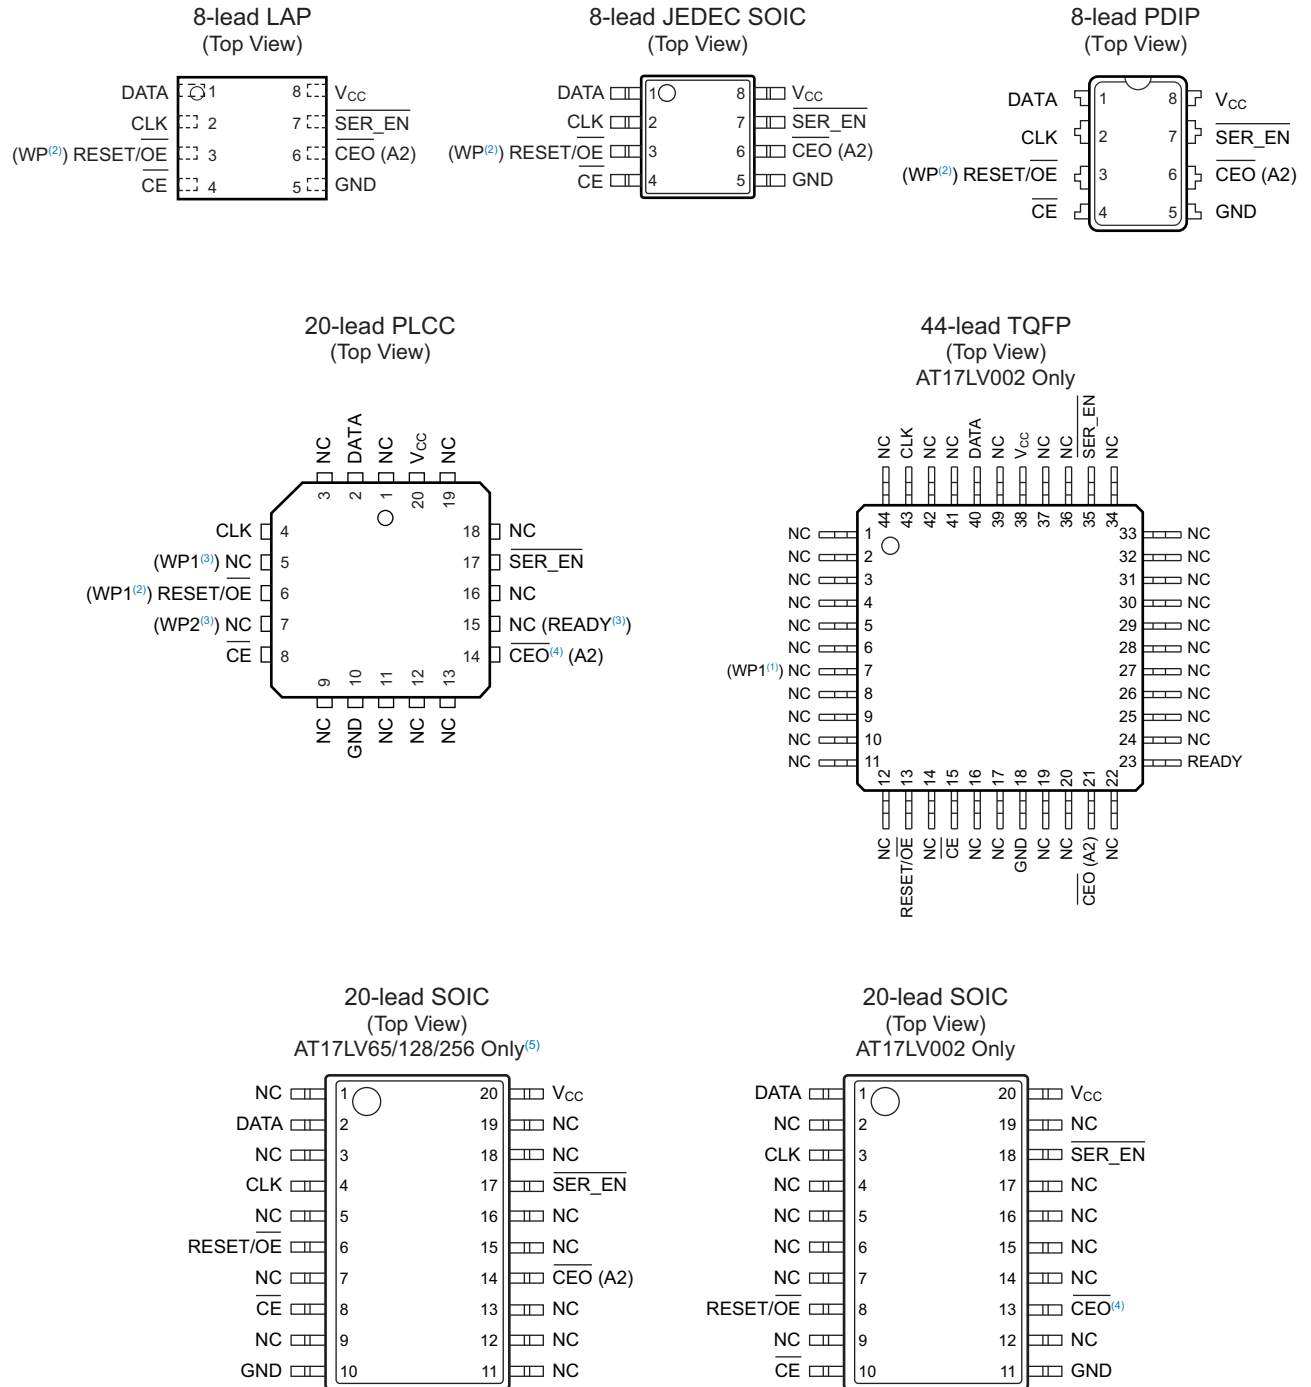 8-lead LAP
(Top View)
DATA 1 8 VCC
CLK 2 7 SER_EN
(WP(2)) RESET/OE 3 6 CEO (A2)
CE 4 5 GND
8-lead JEDEC SOIC
(Top View)
DATA 1 8 VCC
CLK 2 7 SER_EN
(WP(2)) RESET/OE 3 6 CEO (A2)
CE 4 5 GND
8-lead PDIP
(Top View)
DATA 1 8 VCC
CLK 2 7 SER_EN
(WP(2)) RESET/OE 3 6 CEO (A2)
CE 4 5 GND
20-lead PLCC
(Top View)
NC DATA NC VCC NC
3 2 1 20 19
CLK 4 18 NC
(WP1(3)) NC 5 17 SER_EN
(WP1(2)) RESET/OE 6 16 NC
(WP2(3)) NC 7 15 NC (READY(3))
CE 8 14 CEO(4) (A2)
9 10 11 12 13
NC GND NC NC NC
44-lead TQFP
(Top View)
AT17LV002 Only
NC CLK NC NC DATA NC VCC NC NC SER_EN NC
44 43 42 41 40 39 38 37 36 35 34
NC 1 33 NC
NC 2 32 NC
NC 3 31 NC
NC 4 30 NC
NC 5 29 NC
NC 6 28 NC
(WP1(1)) NC 7 27 NC
NC 8 26 NC
NC 9 25 NC
NC 10 24 NC
NC 11 23 READY
12 13 14 15 16 17 18 19 20 21 22
NC RESET/OE NC CE NC NC GND NC NC CEO (A2) NC
20-lead SOIC
(Top View)
AT17LV65/128/256 Only(5)
NC 1 20 VCC
DATA 2 19 NC
NC 3 18 NC
CLK 4 17 SER_EN
NC 5 16 NC
RESET/OE 6 15 NC
NC 7 14 CEO (A2)
CE 8 13 NC
NC 9 12 NC
GND 10 11 NC
20-lead SOIC
(Top View)
AT17LV002 Only
DATA 1 20 VCC
NC 2 19 NC
CLK 3 18 SER_EN
NC 4 17 NC
NC 5 16 NC
NC 6 15 NC
NC 7 14 NC
RESET/OE 8 13 CEO(4)
NC 9 12 NC
CE 10 11 GND